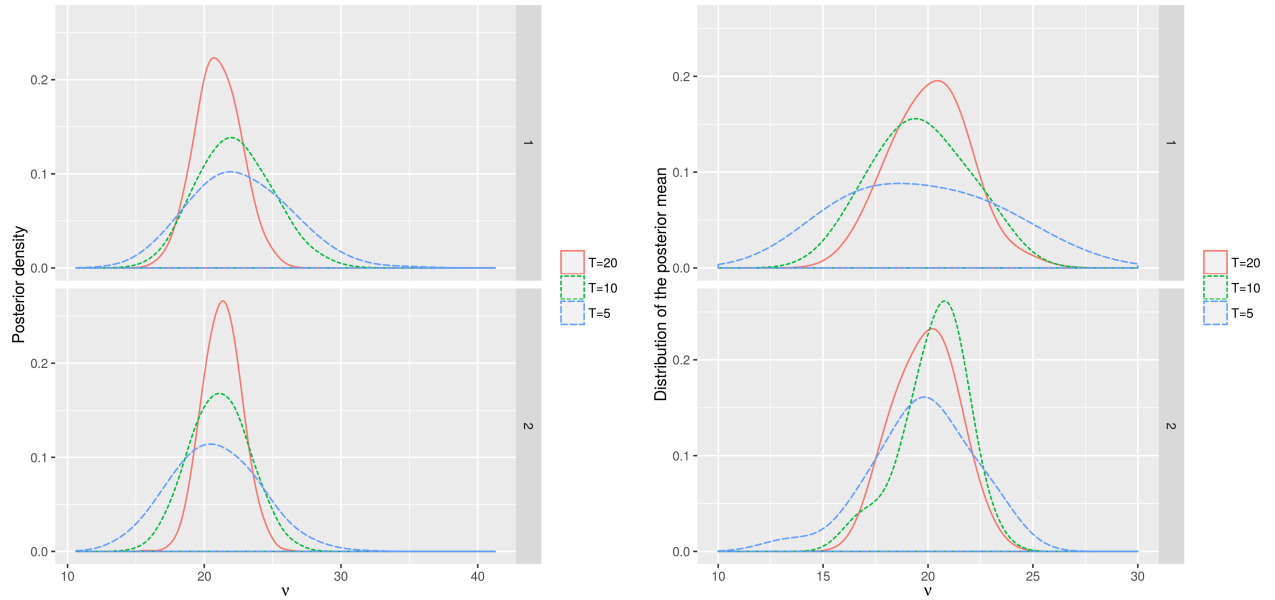 Posterior density
0.2
0.1
0.0
1
0.2
0.1
0.0
2
10 20 30 40
ν
T=20
T=10
T=5
Distribution of the posterior mean
0.2
0.1
0.0
1
0.2
0.1
0.0
2
10 15 20 25 30
ν
T=20
T=10
T=5